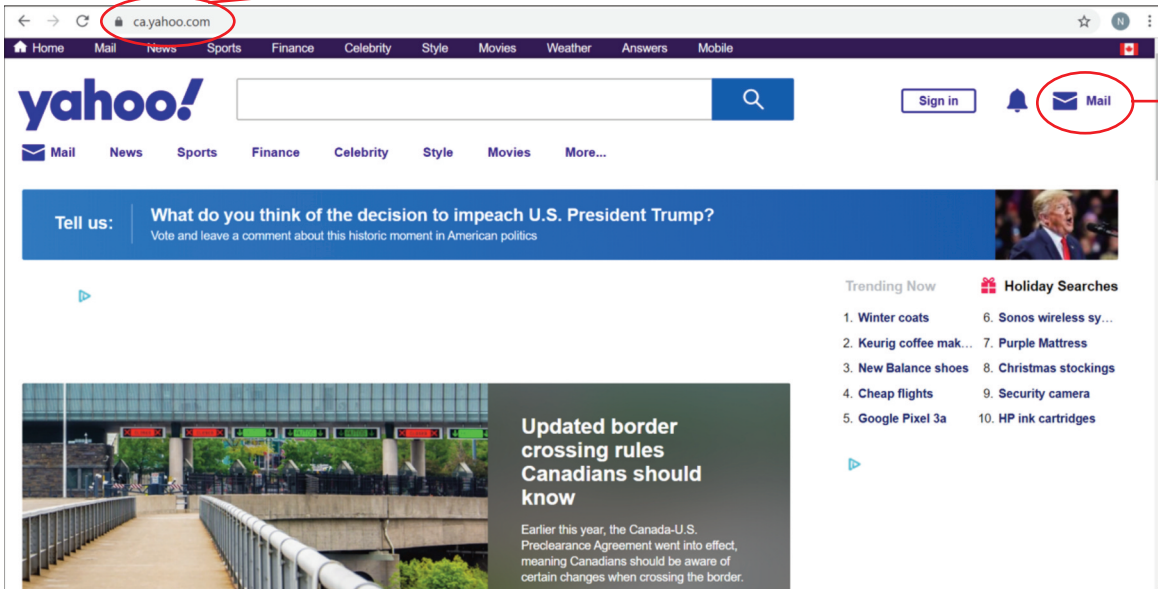 ca.yahoo.com
N
Home Mail News Sports Finance Celebrity Style Movies Weather Answers Mobile
yahoo!
Sign in
Mail
Mail News Sports Finance Celebrity Style Movies More...
Tell us:
What do you think of the decision to impeach U.S. President Trump?
Vote and leave a comment about this historic moment in American politics
Trending Now
Holiday Searches
1. Winter coats
2. Keurig coffee mak...
3. New Balance shoes
4. Cheap flights
5. Google Pixel 3a
6. Sonos wireless sy...
7. Purple Mattress
8. Christmas stockings
9. Security camera
10. HP ink cartridges
Updated border
crossing rules
Canadians should
know
Earlier this year, the Canada-U.S.
Preclearance Agreement went into effect,
meaning Canadians should be aware of
certain changes when crossing the border.